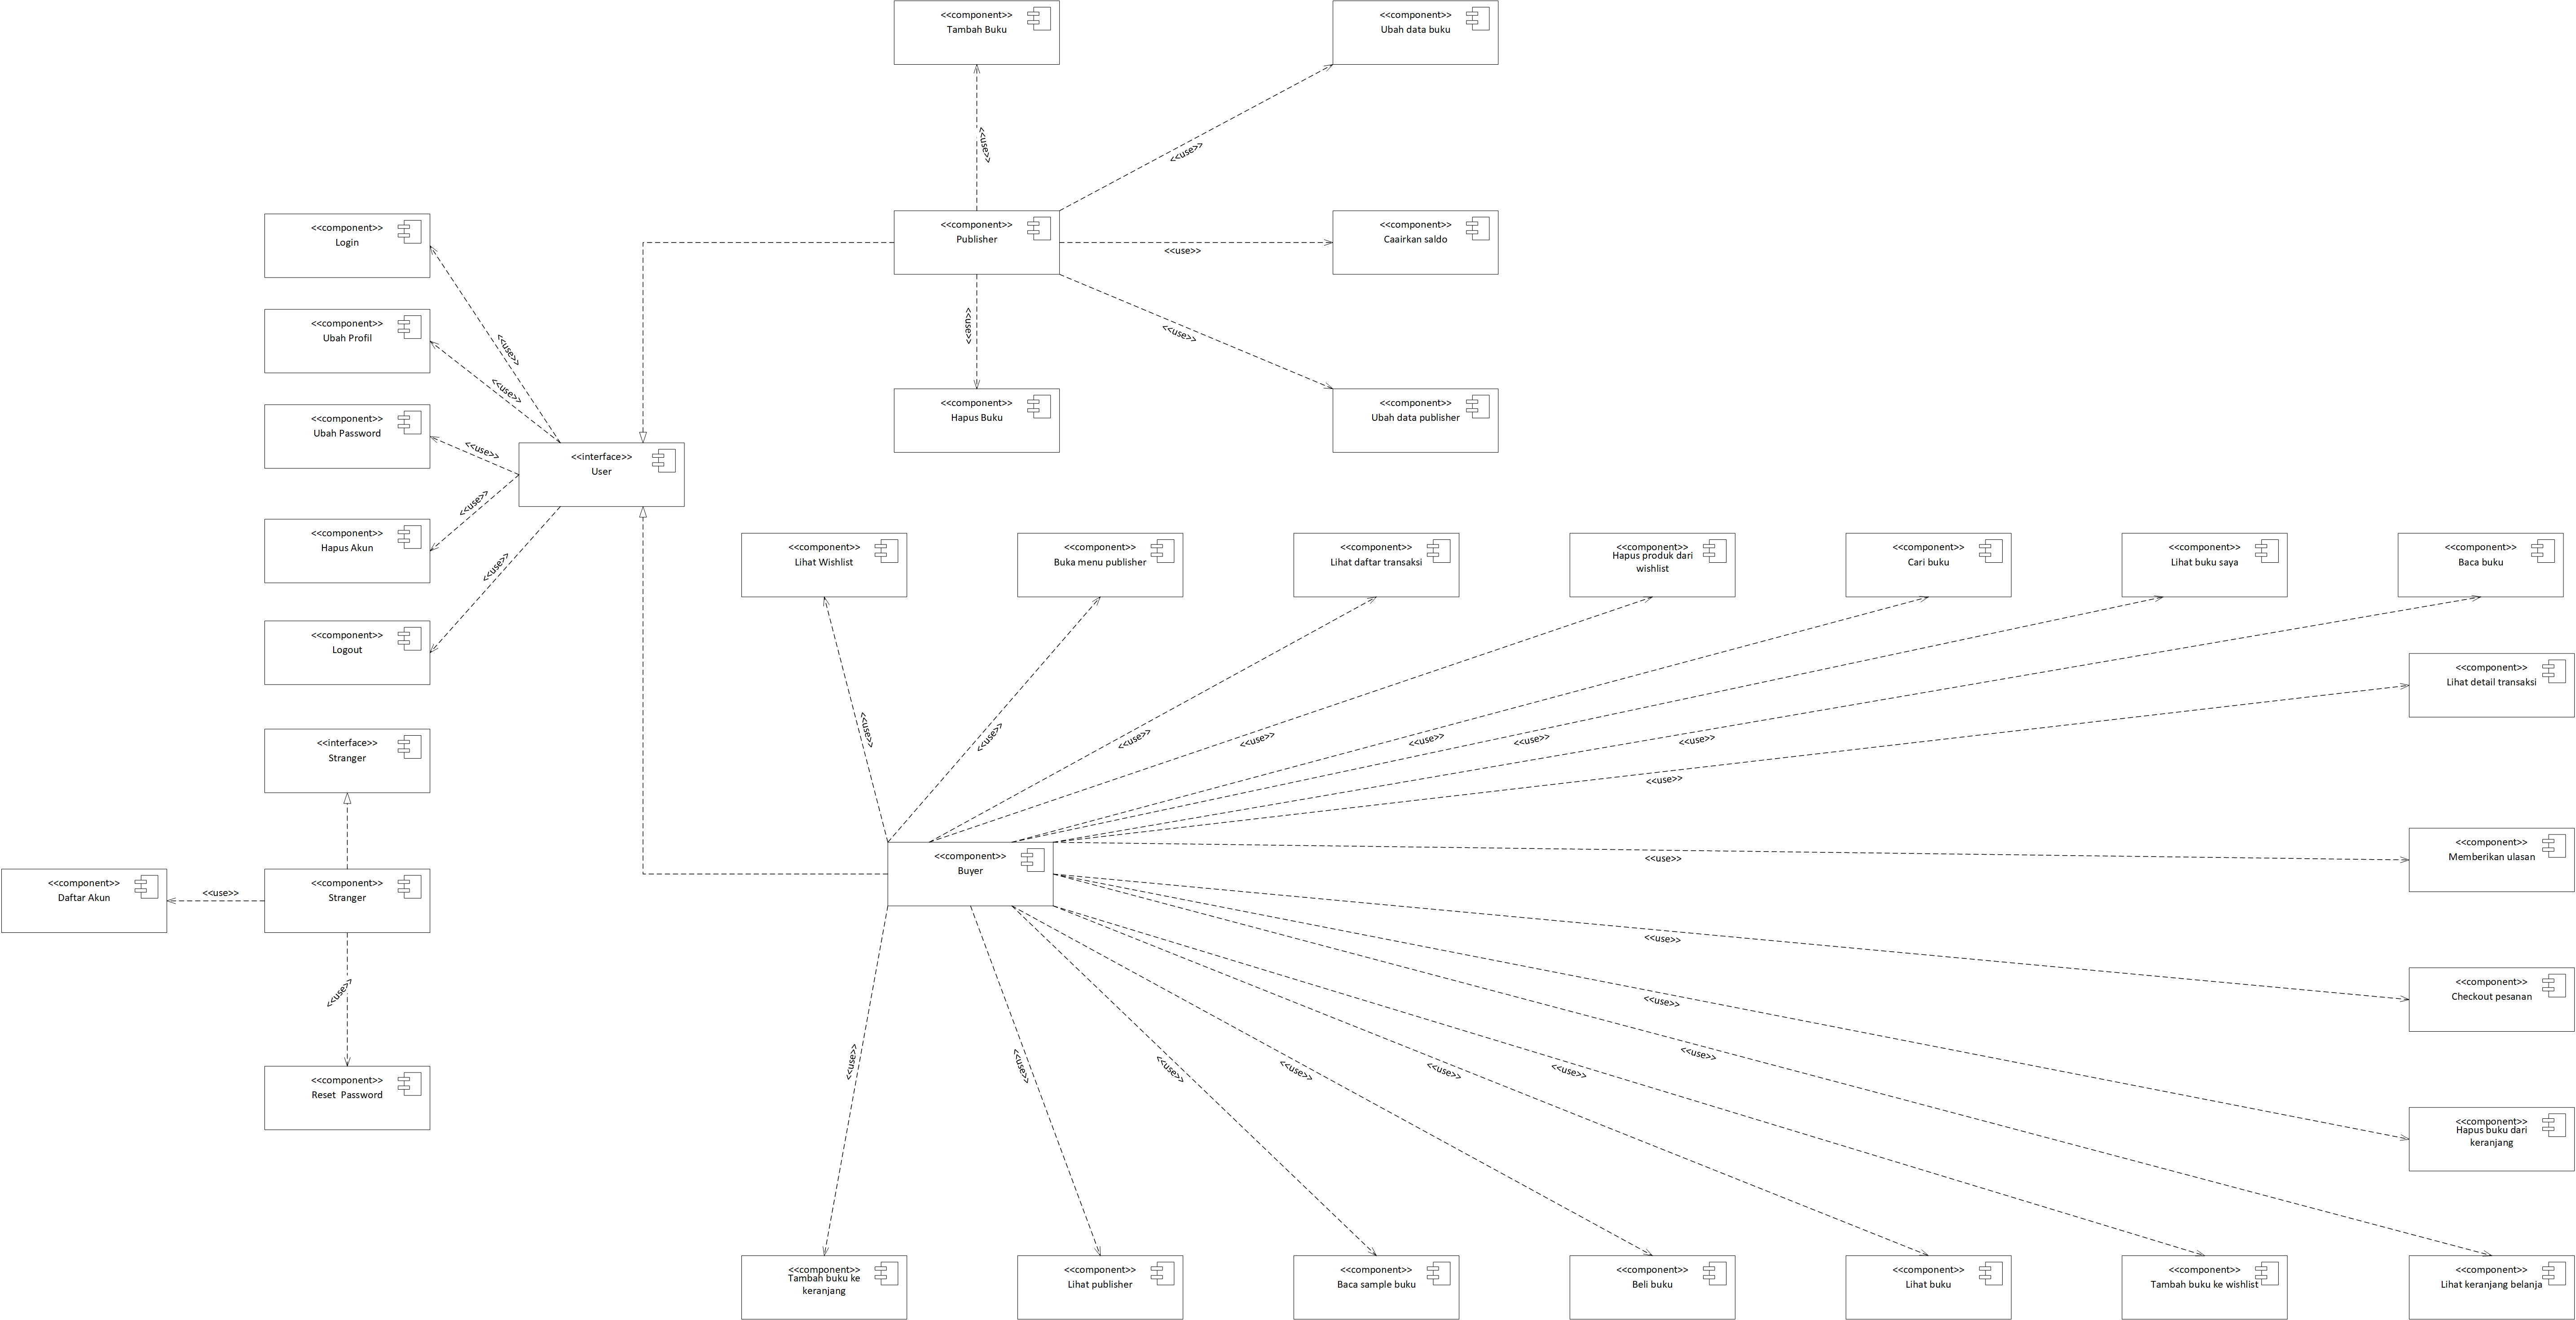 <<component>>
Tambah Buku
<<component>>
Ubah data buku
<<use>>
<<use>>
<<component>>
Login
<<component>>
Publisher
<<component>>
Caairkan saldo
<<use>>
<<component>>
Ubah Profil
<<use>>
<<use>>
<<use>>
<<use>>
<<component>>
Ubah Password
<<component>>
Hapus Buku
<<component>>
Ubah data publisher
<<use>>
<<interface>>
User
<<use>>
<<component>>
Hapus Akun
<<use>>
<<component>>
Logout
<<component>>
Lihat Wishlist
<<component>>
Buka menu publisher
<<component>>
Lihat daftar transaksi
<<component>>
Hapus produk dari
wishlist
<<component>>
Cari buku
<<component>>
Lihat buku saya
<<component>>
Baca buku
<<component>>
Lihat detail transaksi
<<use>>
<<use>>
<<use>>
<<use>>
<<use>>
<<use>>
<<use>>
<<use>>
<<interface>>
Stranger
<<component>>
Daftar Akun
<<use>>
<<component>>
Stranger
<<component>>
Buyer
<<use>>
<<component>>
Memberikan ulasan
<<use>>
<<use>>
<<component>>
Checkout pesanan
<<use>>
<<component>>
Reset  Password
<<use>>
<<use>>
<<use>>
<<use>>
<<use>>
<<use>>
<<use>>
<<use>>
<<component>>
Hapus buku dari
keranjang
<<component>>
Tambah buku ke
keranjang
<<component>>
Lihat publisher
<<component>>
Baca sample buku
<<component>>
Beli buku
<<component>>
Lihat buku
<<component>>
Tambah buku ke wishlist
<<component>>
Lihat keranjang belanja